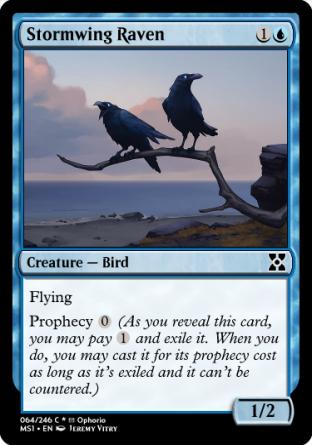 Stormwing Raven 1
Creature — Bird
Flying
Prophecy 0 (As you reveal this card,
you may pay 1 and exile it. When you
do, you may cast it for its prophecy cost
as long as it's exiled and it can't be
countered.)
1/2
064/246 C * Ophorio
MS1 • EN Jeremy Vitry